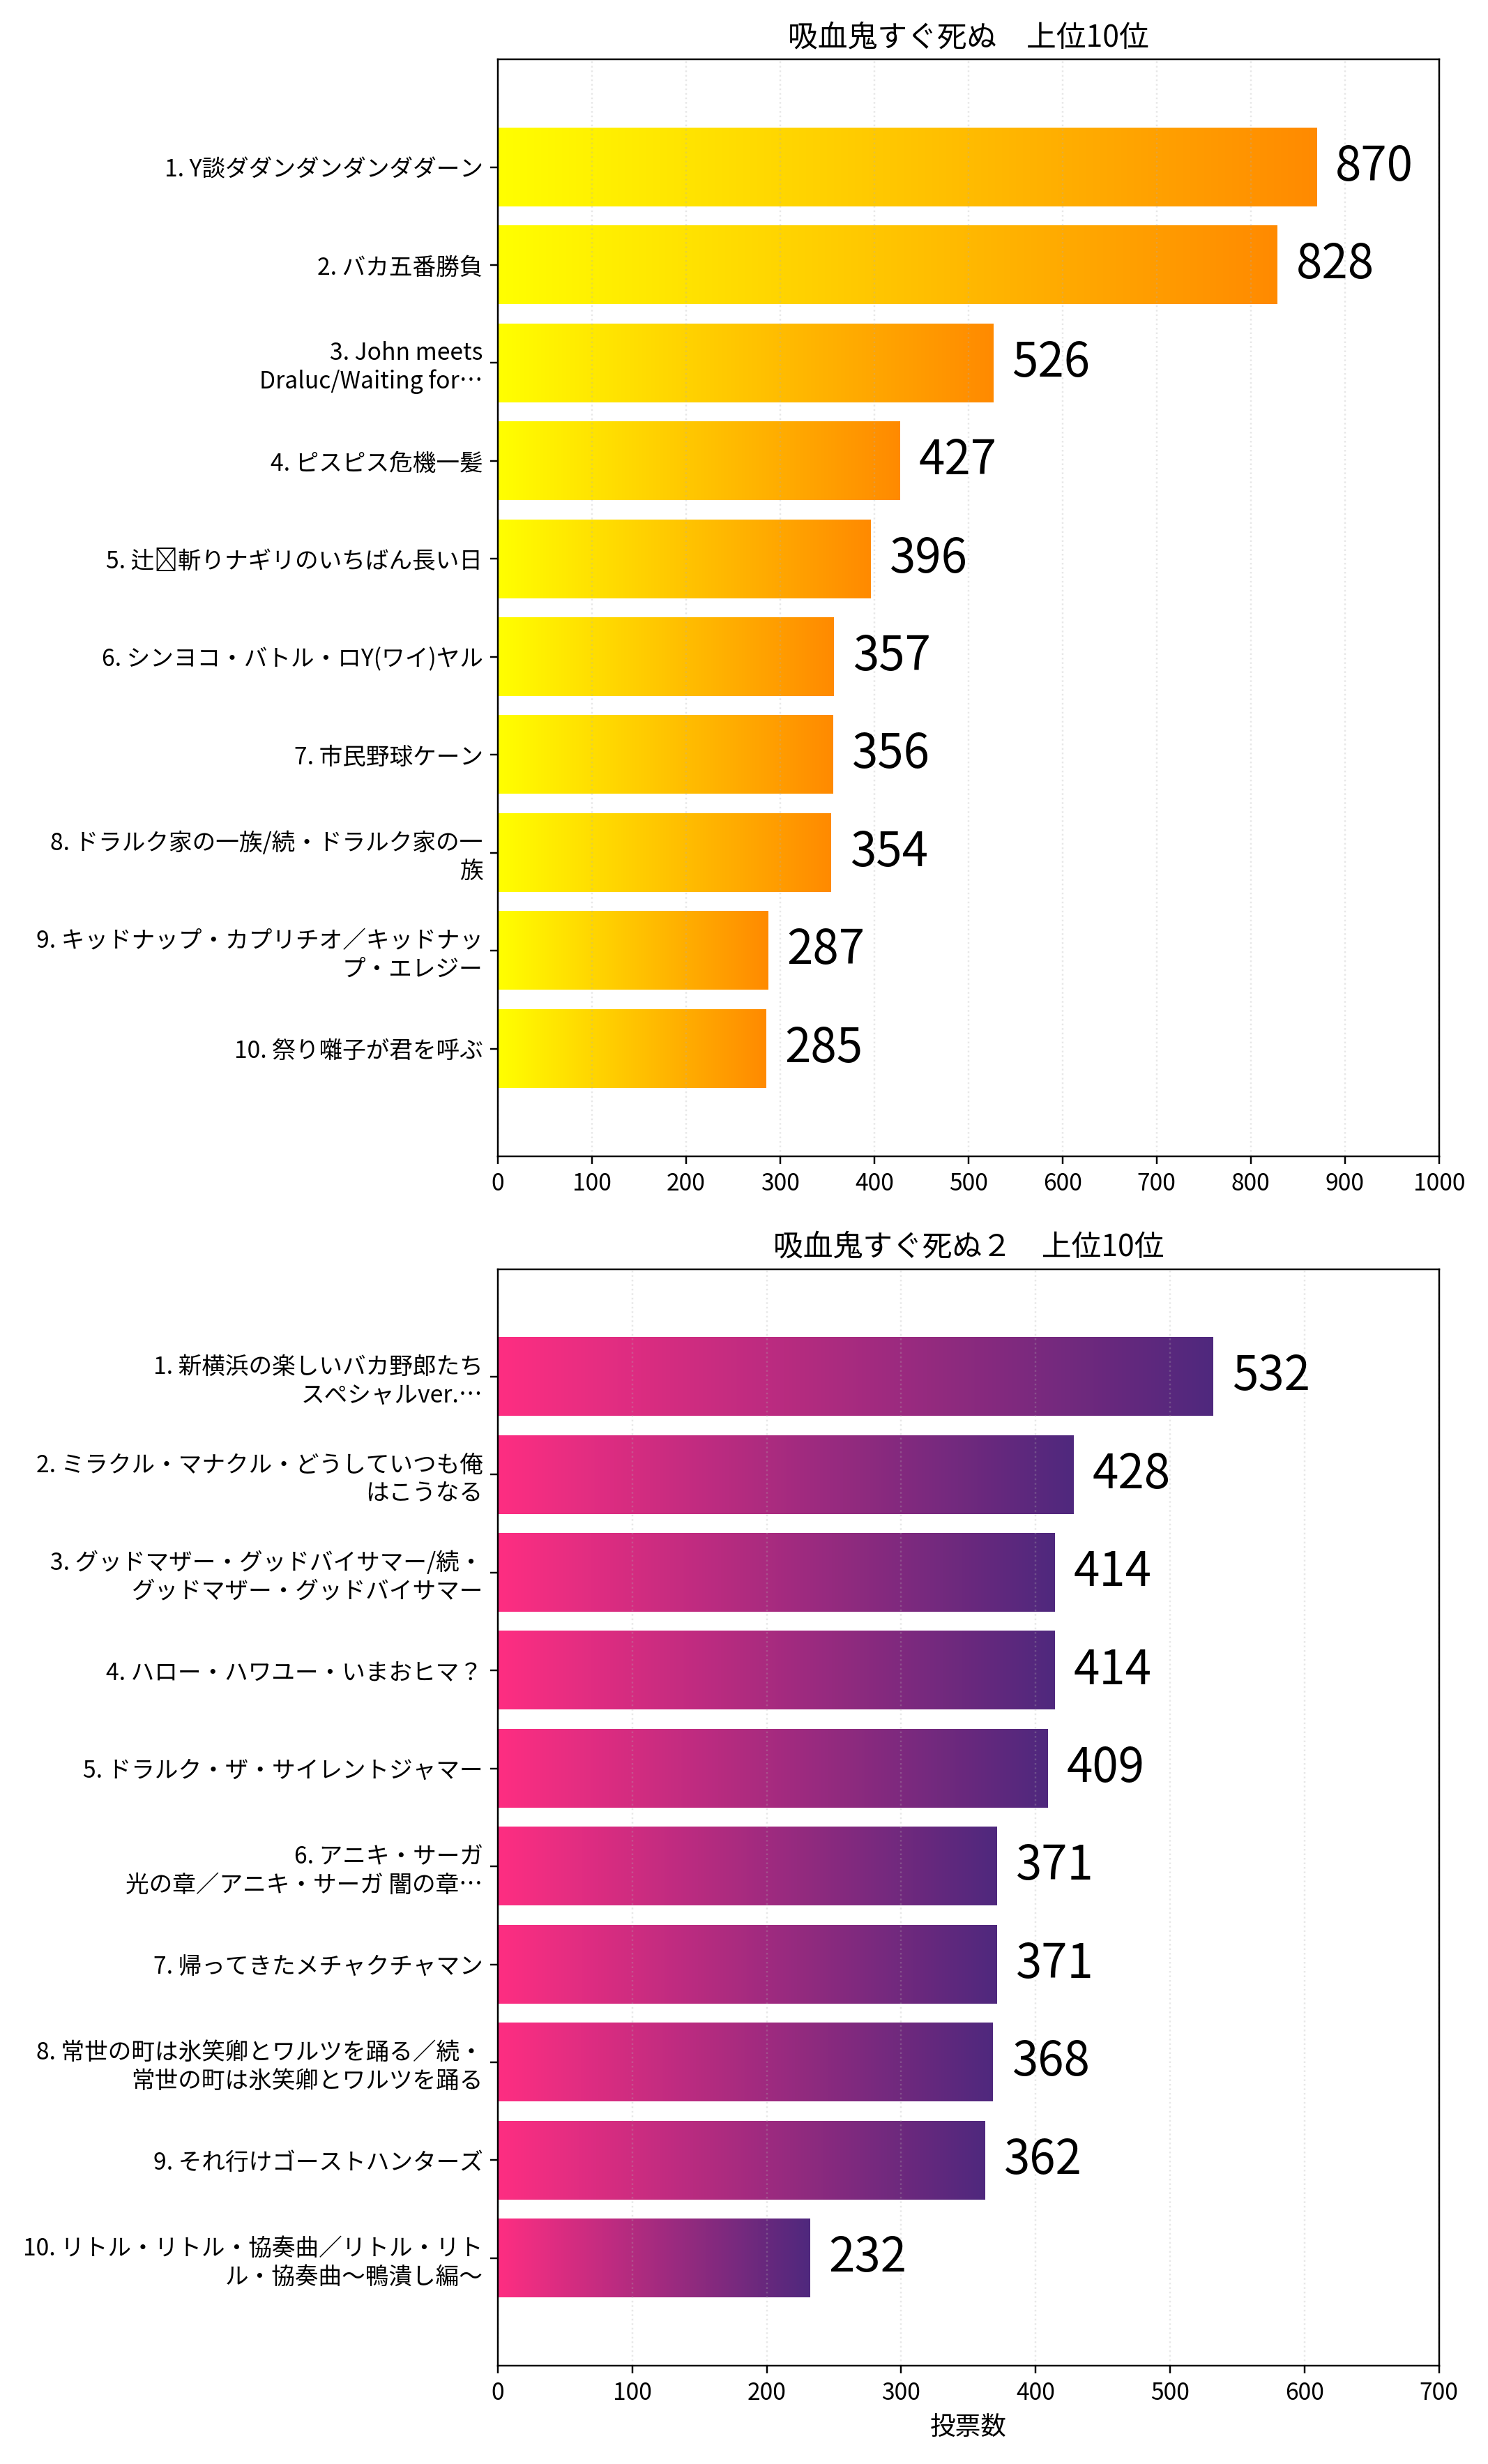 吸血鬼すぐ死ぬ　上位10位
1. Y談ダダンダンダンダダーン
870
2. バカ五番勝負
828
3. John meets
Draluc/Waiting for…
526
4. ピスピス危機一髪
427
5. 辻斬りナギリのいちばん長い日
396
6. シンヨコ・バトル・ロY(ワイ)ヤル
357
7. 市民野球ケーン
356
8. ドラルク家の一族/続・ドラルク家の一
族
354
9. キッドナップ・カプリチオ／キッドナッ
プ・エレジー
287
10. 祭り囃子が君を呼ぶ
285
0 100 200 300 400 500 600 700 800 900 1000
吸血鬼すぐ死ぬ２　上位10位
1. 新横浜の楽しいバカ野郎たち
スペシャルver.…
532
2. ミラクル・マナクル・どうしていつも俺
はこうなる
428
3. グッドマザー・グッドバイサマー/続・
グッドマザー・グッドバイサマー
414
4. ハロー・ハワユー・いまおヒマ？
414
5. ドラルク・ザ・サイレントジャマー
409
6. アニキ・サーガ
光の章／アニキ・サーガ 闇の章…
371
7. 帰ってきたメチャクチャマン
371
8. 常世の町は氷笑卿とワルツを踊る／続・
常世の町は氷笑卿とワルツを踊る
368
9. それ行けゴーストハンターズ
362
10. リトル・リトル・協奏曲／リトル・リト
ル・協奏曲～鴨潰し編～
232
0 100 200 300 400 500 600 700
投票数